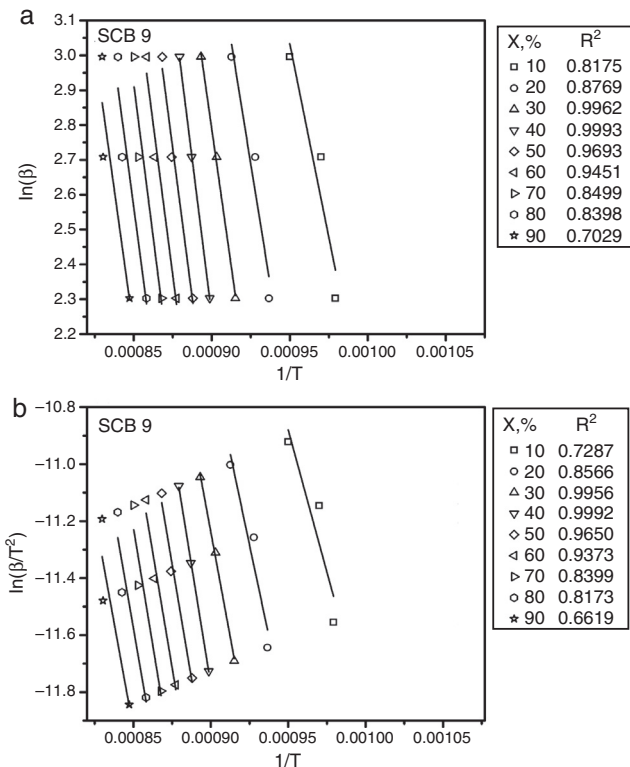 a
SCB 9
3.1
3.0
2.9
2.8
2.7
2.6
2.5
2.4
2.3
2.2
ln(β)
0.00085 0.00090 0.00095 0.00100 0.00105
1/T
X,% R²
10 0.8175
20 0.8769
30 0.9962
40 0.9993
50 0.9693
60 0.9451
70 0.8499
80 0.8398
90 0.7029
b
SCB 9
−10.8
−11.0
−11.2
−11.4
−11.6
−11.8
ln(β/T²)
0.00085 0.00090 0.00095 0.00100 0.00105
1/T
X,% R²
10 0.7287
20 0.8566
30 0.9956
40 0.9992
50 0.9650
60 0.9373
70 0.8399
80 0.8173
90 0.6619